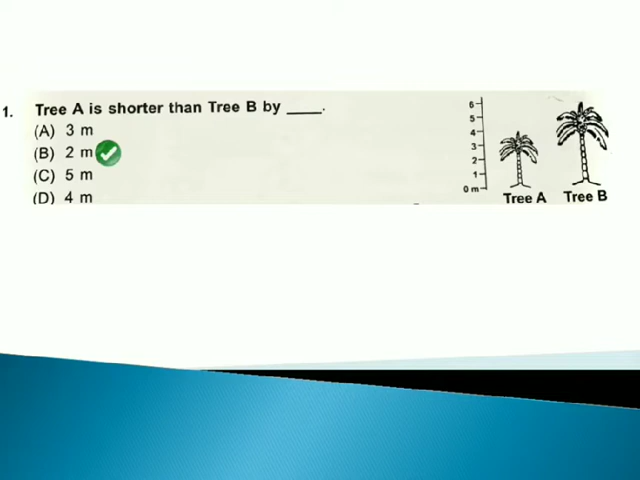 1. Tree A is shorter than Tree B by ____.
(A) 3 m
(B) 2 m
(C) 5 m
(D) 4 m
6
5
4
3
2
1
0 m
Tree A Tree B